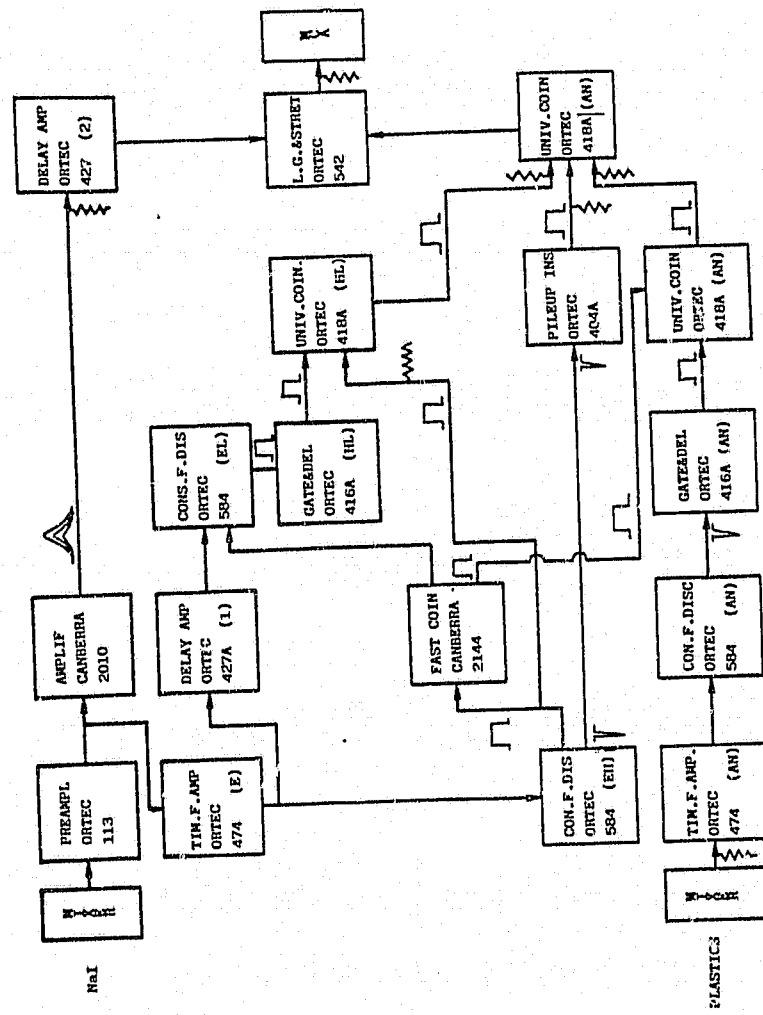 NaI
PREAMPL
ORTEC
113
AMPLIF
CANBERRA
2010
DELAY AMP
ORTEC
427 (2)
TIM.F.AMP
ORTEC
474 (E)
DELAY AMP
ORTEC
427A (1)
CONS.F.DIS
ORTEC
584 (EL)
GATE&DEL
ORTEC
416A (HL)
UNIV.COIN.
ORTEC
418A (HL)
L.G.&STRET
ORTEC
542
FAST COIN
CANBERRA
2144
CON.F.DIS
ORTEC
584 (EH)
PILEUP INS
ORTEC
404A
UNIV.COIN
ORTEC
418A (AN)
PLASTICS
TIM.F.AMP.
ORTEC
474 (AN)
CON.F.DISC
ORTEC
584 (AN)
GATE&DEL
ORTEC
416A (AN)
UNIV.COIN
ORTEC
418A (AN)